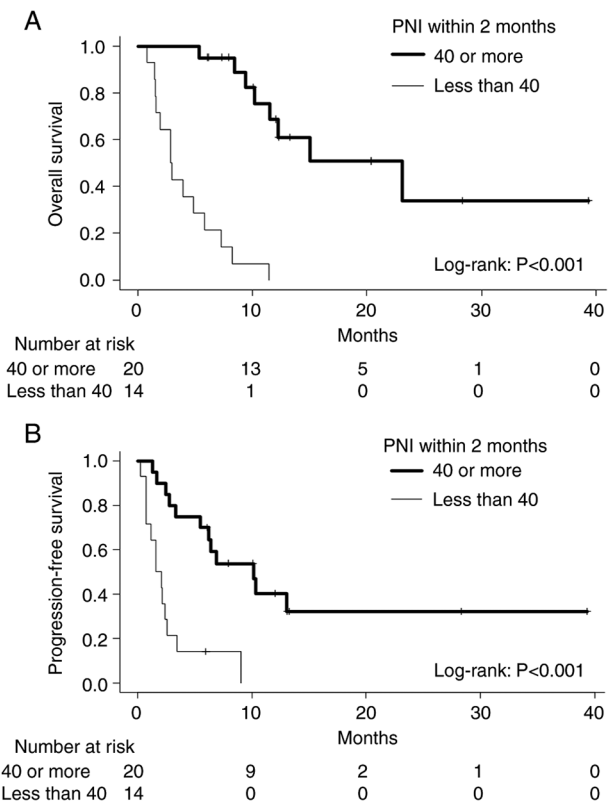 A
PNI within 2 months
40 or more
Less than 40
Overall survival
1.0
0.8
0.6
0.4
0.2
0.0
Log-rank: P<0.001
0 10 20 30 40
Months
Number at risk
40 or more 20 13 5 1 0
Less than 40 14 1 0 0 0
B
PNI within 2 months
40 or more
Less than 40
Progression-free survival
1.0
0.8
0.6
0.4
0.2
0.0
Log-rank: P<0.001
0 10 20 30 40
Months
Number at risk
40 or more 20 9 2 1 0
Less than 40 14 0 0 0 0